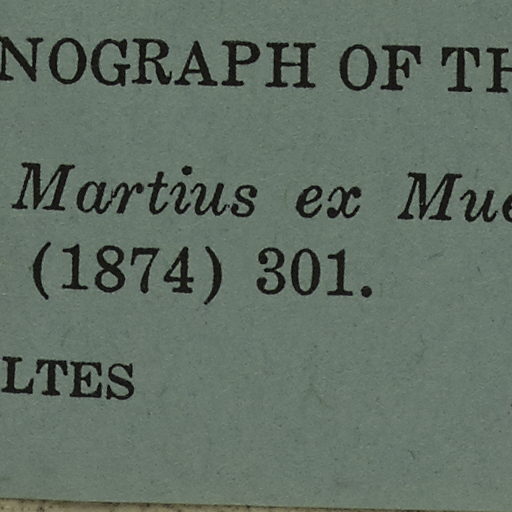 NOGRAPH OF TH
Martius ex Mue
(1874) 301.
LTES